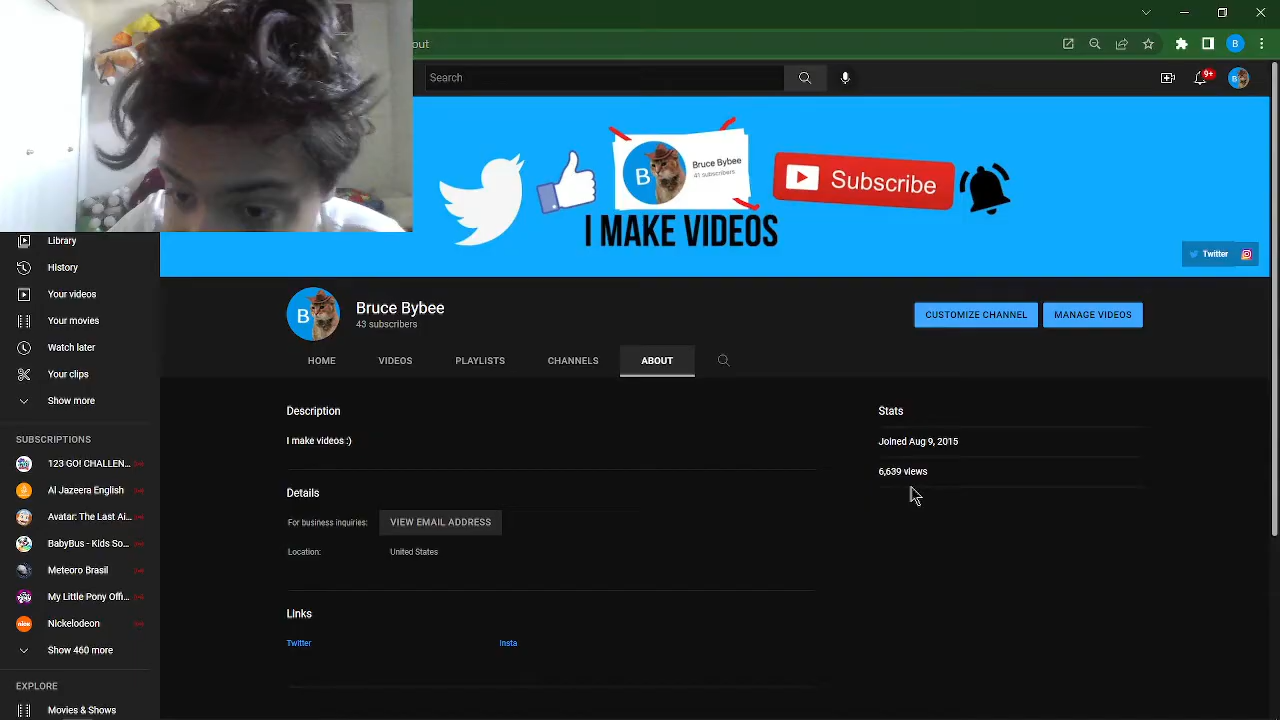 out
B
Search
9+
B
Bruce Bybee
41 subscribers
Subscribe
I MAKE VIDEOS
Twitter
Library
History
Your videos
Your movies
Watch later
Your clips
Show more
SUBSCRIPTIONS
123 GO! CHALLEN...
Al Jazeera English
Avatar: The Last Ai...
BabyBus - Kids So...
Meteoro Brasil
My Little Pony Offi...
nick
Nickelodeon
Show 460 more
EXPLORE
Movies & Shows
B
Bruce Bybee
43 subscribers
CUSTOMIZE CHANNEL
MANAGE VIDEOS
HOME VIDEOS PLAYLISTS CHANNELS ABOUT
Description
I make videos :)
Details
For business inquiries: VIEW EMAIL ADDRESS
Location: United States
Links
Twitter Insta
Stats
Joined Aug 9, 2015
6,639 views